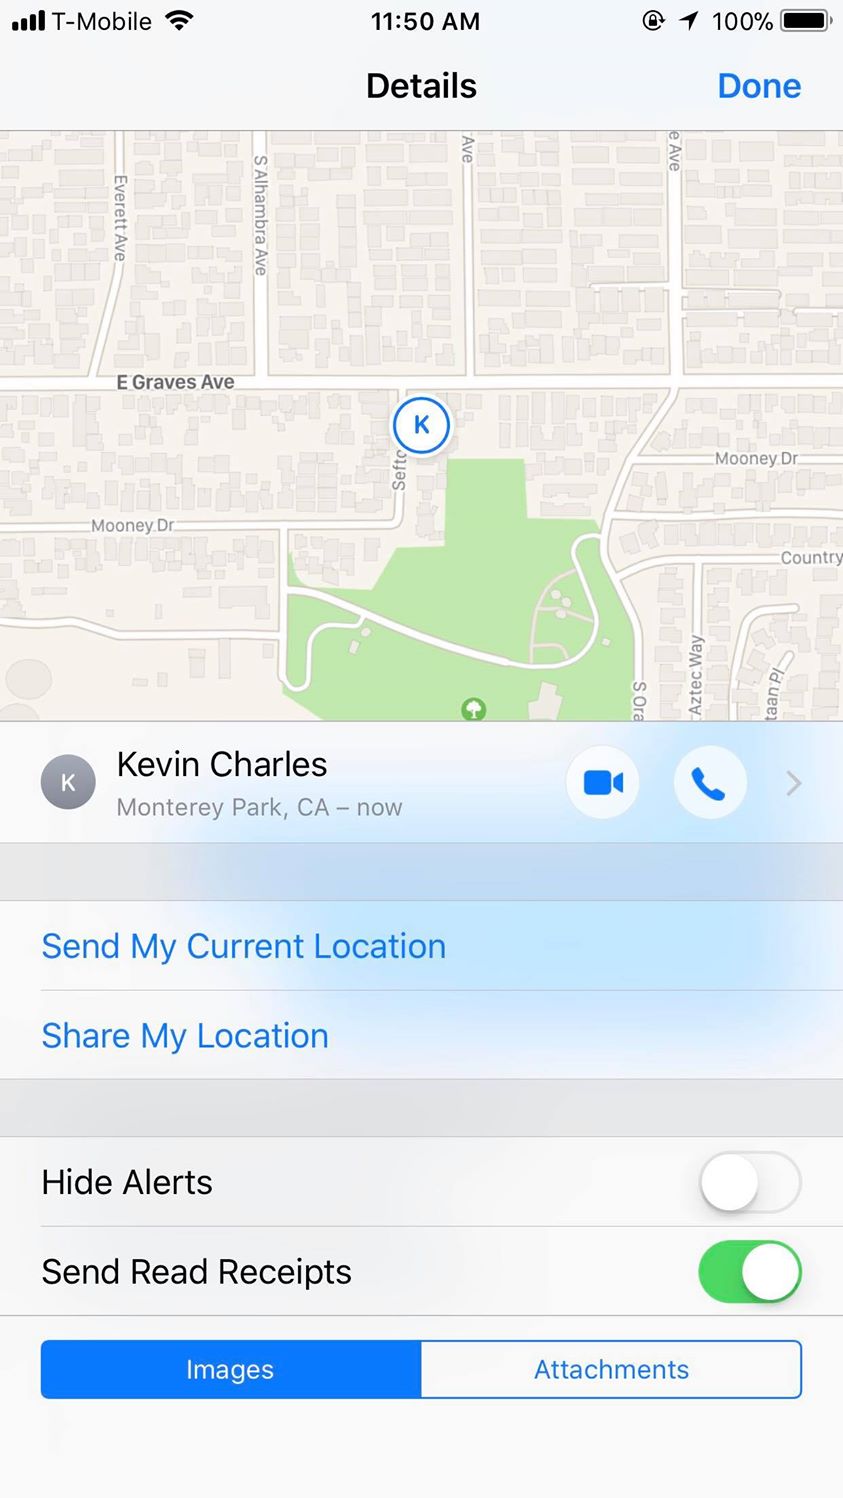 T-Mobile 11:50 AM 100%
Details Done
Ave
e Ave
Everett Ave
S Alhambra Ave
E Graves Ave
K
Mooney Dr
Sefto
Mooney Dr
Country
Aztec Way
S Ora
taan Pl
K Kevin Charles
Monterey Park, CA – now
Send My Current Location
Share My Location
Hide Alerts
Send Read Receipts
Images Attachments